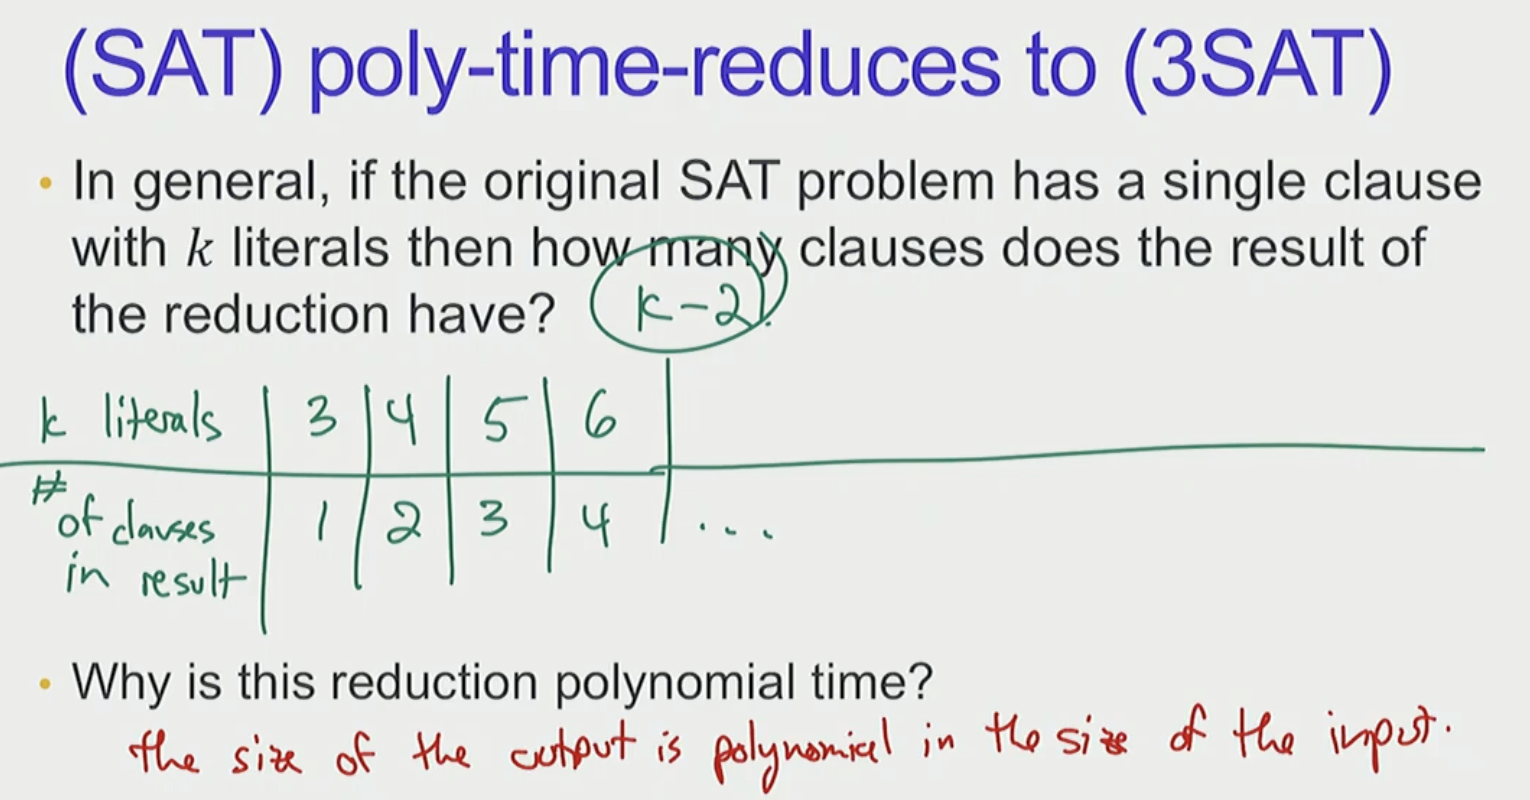 (SAT) poly-time-reduces to (3SAT)
• In general, if the original SAT problem has a single clause
with k literals then how many clauses does the result of
the reduction have? k-2.
k literals | 3 | 4 | 5 | 6 |
# of clauses in result | 1 | 2 | 3 | 4 | ...
• Why is this reduction polynomial time?
the size of the output is polynomial in the size of the input.